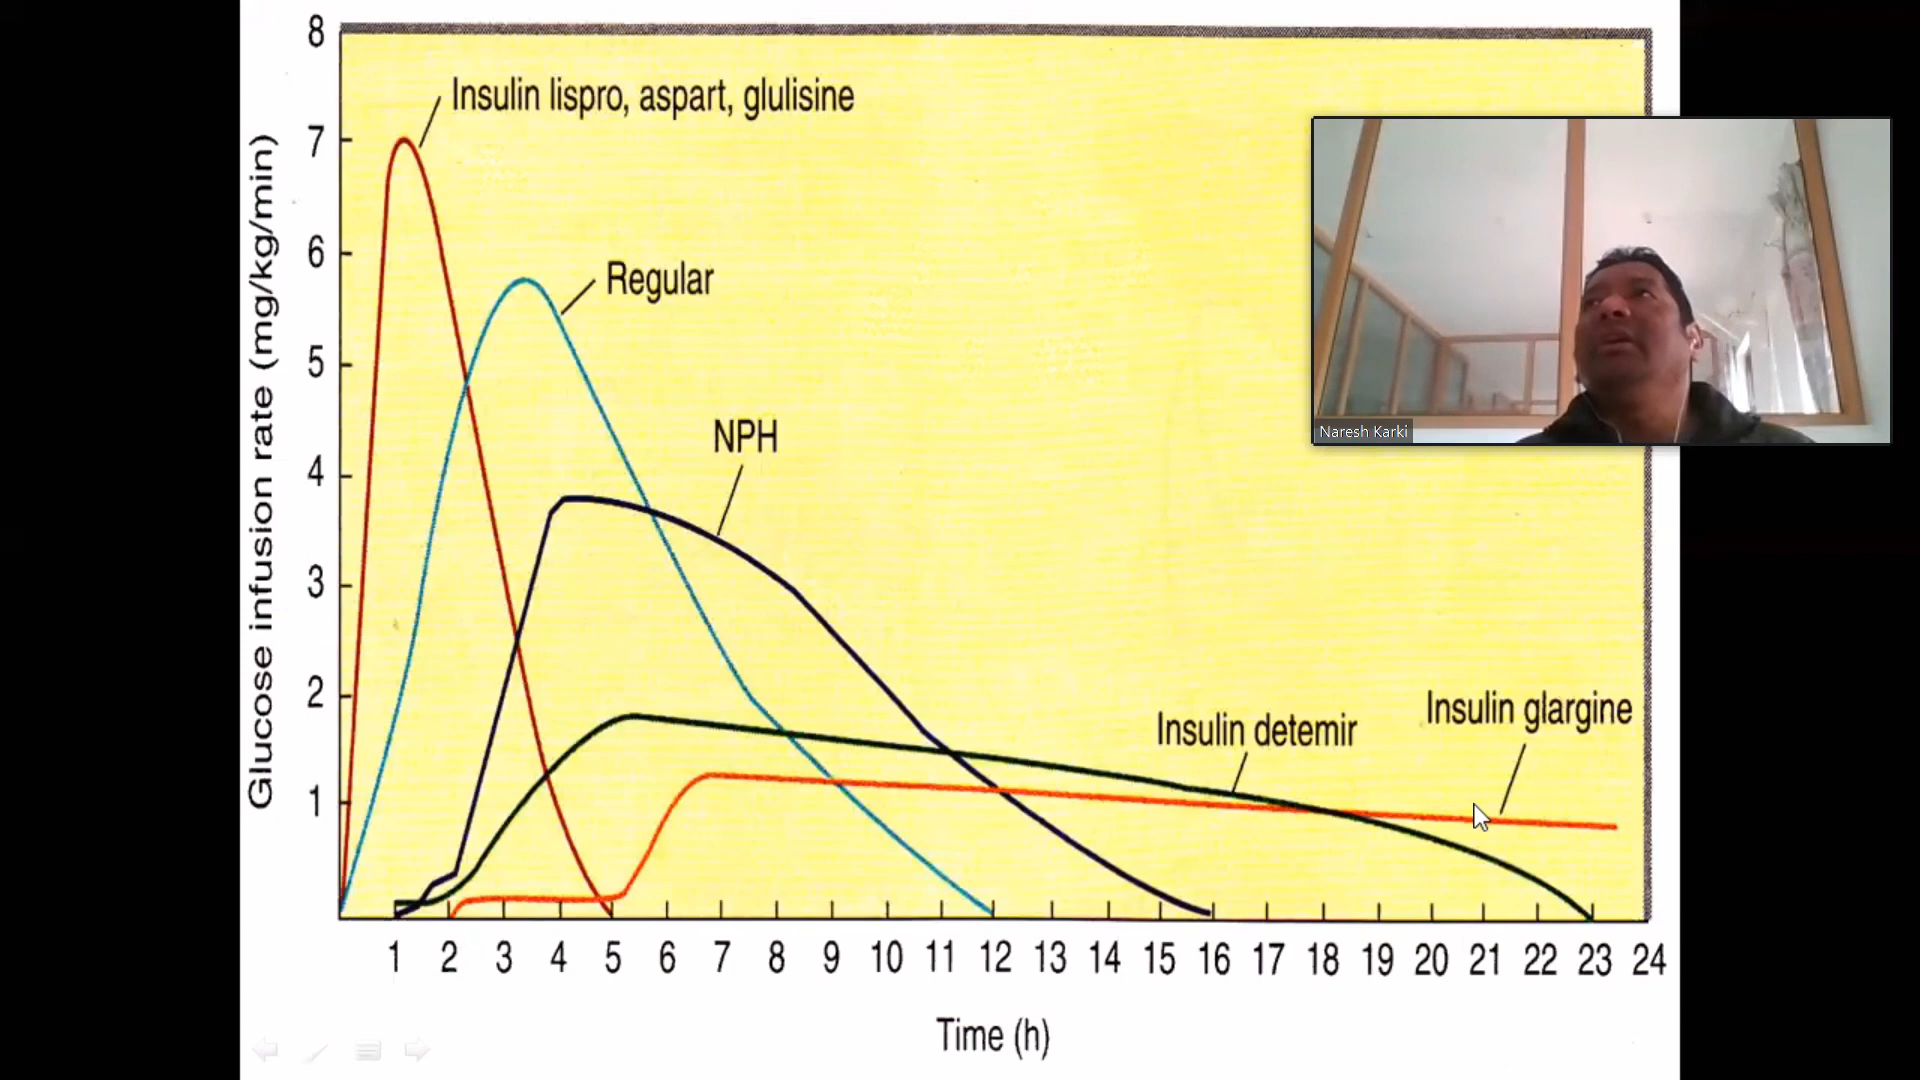 8
Insulin lispro, aspart, glulisine
7
6
Regular
5
NPH
4
3
2
Insulin glargine
Insulin detemir
1
Glucose infusion rate (mg/kg/min)
1 2 3 4 5 6 7 8 9 10 11 12 13 14 15 16 17 18 19 20 21 22 23 24
Time (h)
Naresh Karki